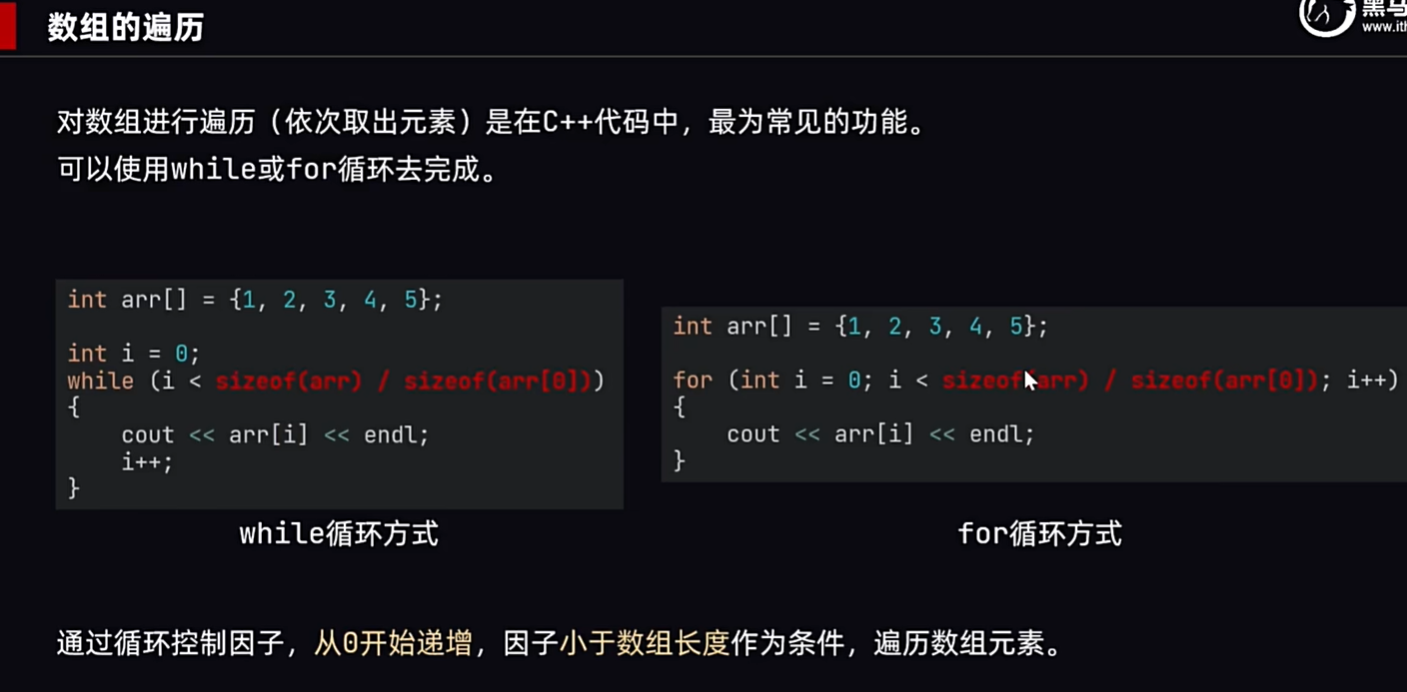 数组的遍历
黑马
www.ith
对数组进行遍历（依次取出元素）是在C++代码中，最为常见的功能。
可以使用while或for循环去完成。
int arr[] = {1, 2, 3, 4, 5};
int i = 0;
while (i < sizeof(arr) / sizeof(arr[0]))
{
    cout << arr[i] << endl;
    i++;
}
while循环方式
int arr[] = {1, 2, 3, 4, 5};
for (int i = 0; i < sizeof(arr) / sizeof(arr[0]); i++)
{
    cout << arr[i] << endl;
}
for循环方式
通过循环控制因子，从0开始递增，因子小于数组长度作为条件，遍历数组元素。